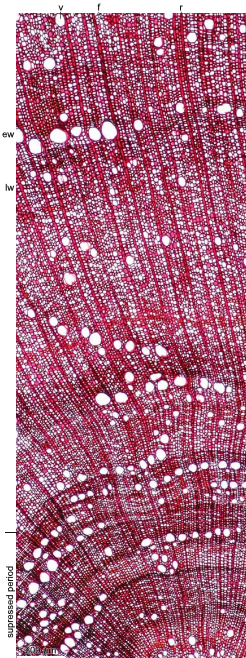 v f r
ew
lw
supressed period